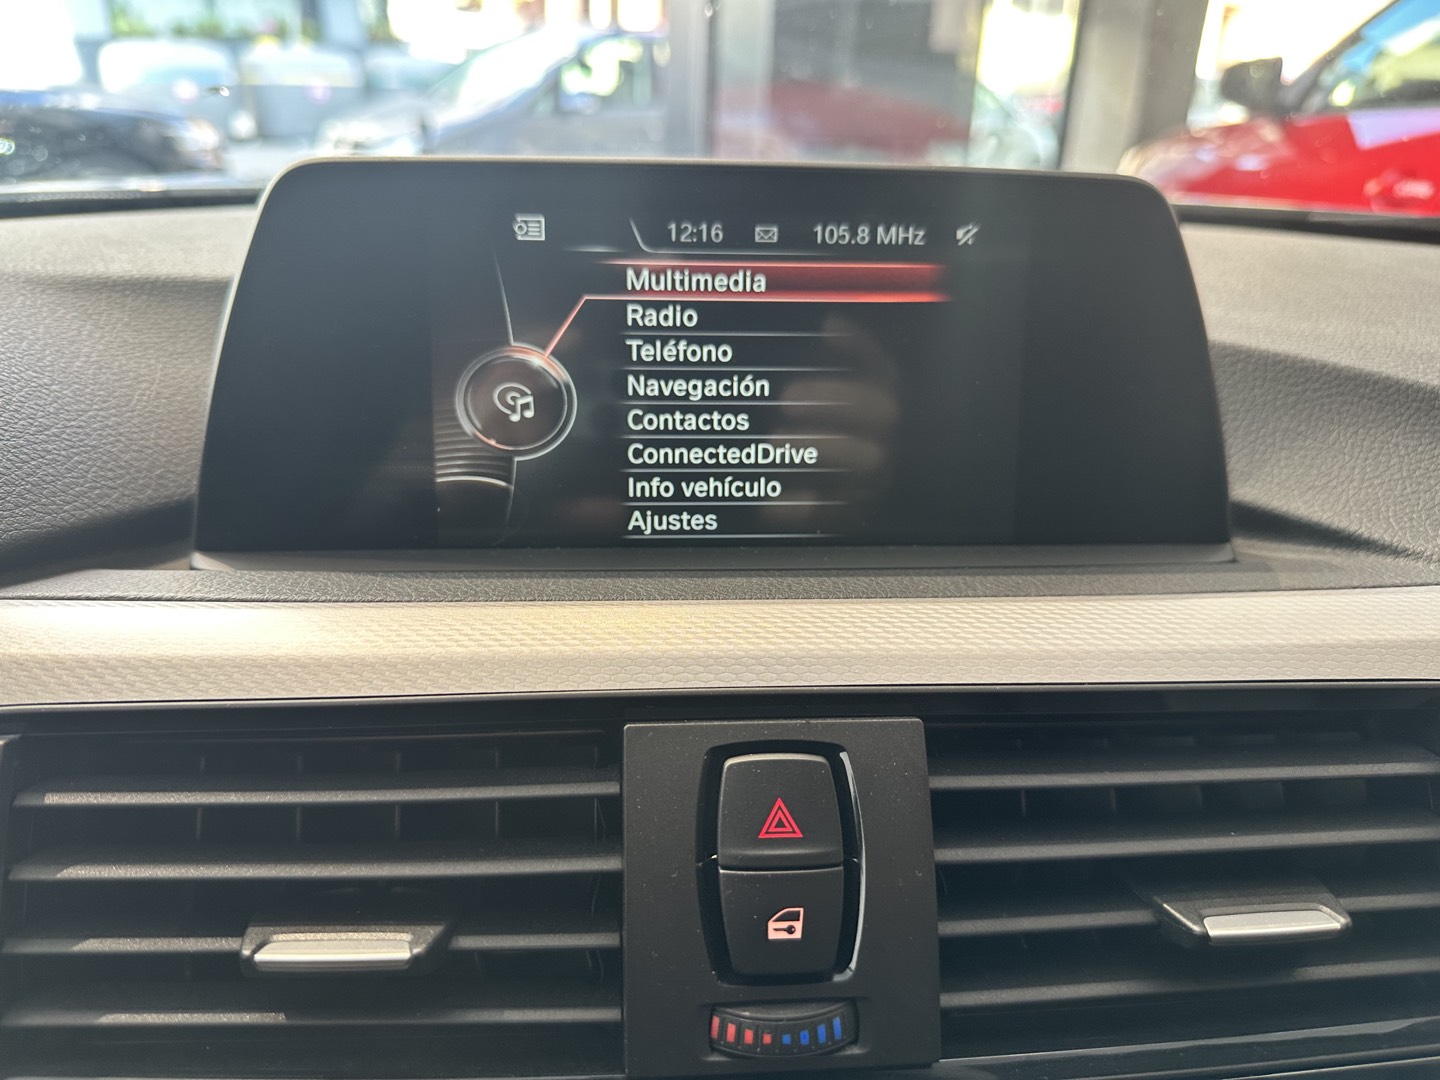 12:16 105.8 MHz
Multimedia
Radio
Teléfono
Navegación
Contactos
ConnectedDrive
Info vehículo
Ajustes